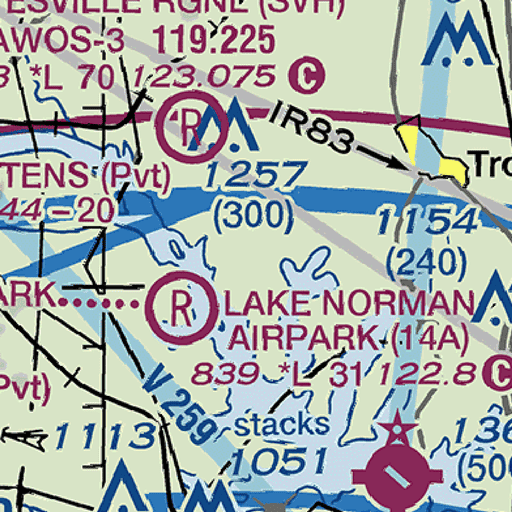 ESVILLE RGNL (SVH)
AWOS-3 119.225
*L 70 123.075 C
R
IR83
Tro
TENS (Pvt)
44-20
1257
(300)
1154
(240)
ARK
R
LAKE NORMAN
AIRPARK (14A)
839 *L 31 122.8 C
Pvt)
V 259
1113
stacks
1051
136
(500